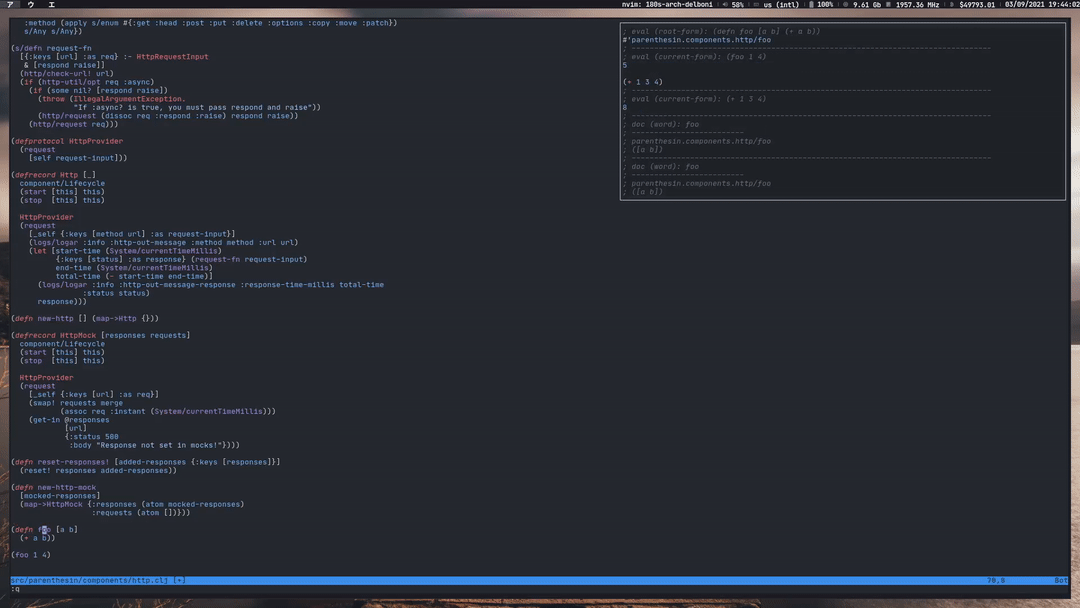 ア ウ エ nvim: 180s-arch-delboni 58% us (intl) 100% 9.61 Gb 1957.36 MHz $49793.01 03/09/2021 19:44:02
:method (apply s/enum #{:get :head :post :put :delete :options :copy :move :patch})
s/Any s/Any})
(s/defn request-fn
[{:keys [url] :as req} :- HttpRequestInput
& [respond raise]]
(http/check-url! url)
(if (http-util/opt req :async)
(if (some nil? [respond raise])
(throw (IllegalArgumentException.
"If :async? is true, you must pass respond and raise"))
(http/request (dissoc req :respond :raise) respond raise))
(http/request req)))
(defprotocol HttpProvider
(request
[self request-input]))
(defrecord Http [_]
component/Lifecycle
(start [this] this)
(stop [this] this)
HttpProvider
(request
[_self {:keys [method url] :as request-input}]
(logs/logar :info :http-out-message :method method :url url)
(let [start-time (System/currentTimeMillis)
{:keys [status] :as response} (request-fn request-input)
end-time (System/currentTimeMillis)
total-time (- start-time end-time)]
(logs/logar :info :http-out-message-response :response-time-millis total-time
:status status)
response)))
(defn new-http [] (map->Http {}))
(defrecord HttpMock [responses requests]
component/Lifecycle
(start [this] this)
(stop [this] this)
HttpProvider
(request
[_self {:keys [url] :as req}]
(swap! requests merge
(assoc req :instant (System/currentTimeMillis)))
(get-in @responses
[url]
{:status 500
:body "Response not set in mocks!"})))
(defn reset-responses! [added-responses {:keys [responses]}]
(reset! responses added-responses))
(defn new-http-mock
[mocked-responses]
(map->HttpMock {:responses (atom mocked-responses)
:requests (atom [])}))
(defn foo [a b]
(+ a b))
(foo 1 4)
src/parenthesin/components/http.clj [+] 70,9 Bot
:q
; eval (root-form): (defn foo [a b] (+ a b))
#'parenthesin.components.http/foo
; --------------------------------------------------------------------------------
; eval (current-form): (foo 1 4)
5
(+ 1 3 4)
; --------------------------------------------------------------------------------
; eval (current-form): (+ 1 3 4)
8
; --------------------------------------------------------------------------------
; doc (word): foo
; -------------------------
; parenthesin.components.http/foo
; ([a b])
; --------------------------------------------------------------------------------
; doc (word): foo
; -------------------------
; parenthesin.components.http/foo
; ([a b])